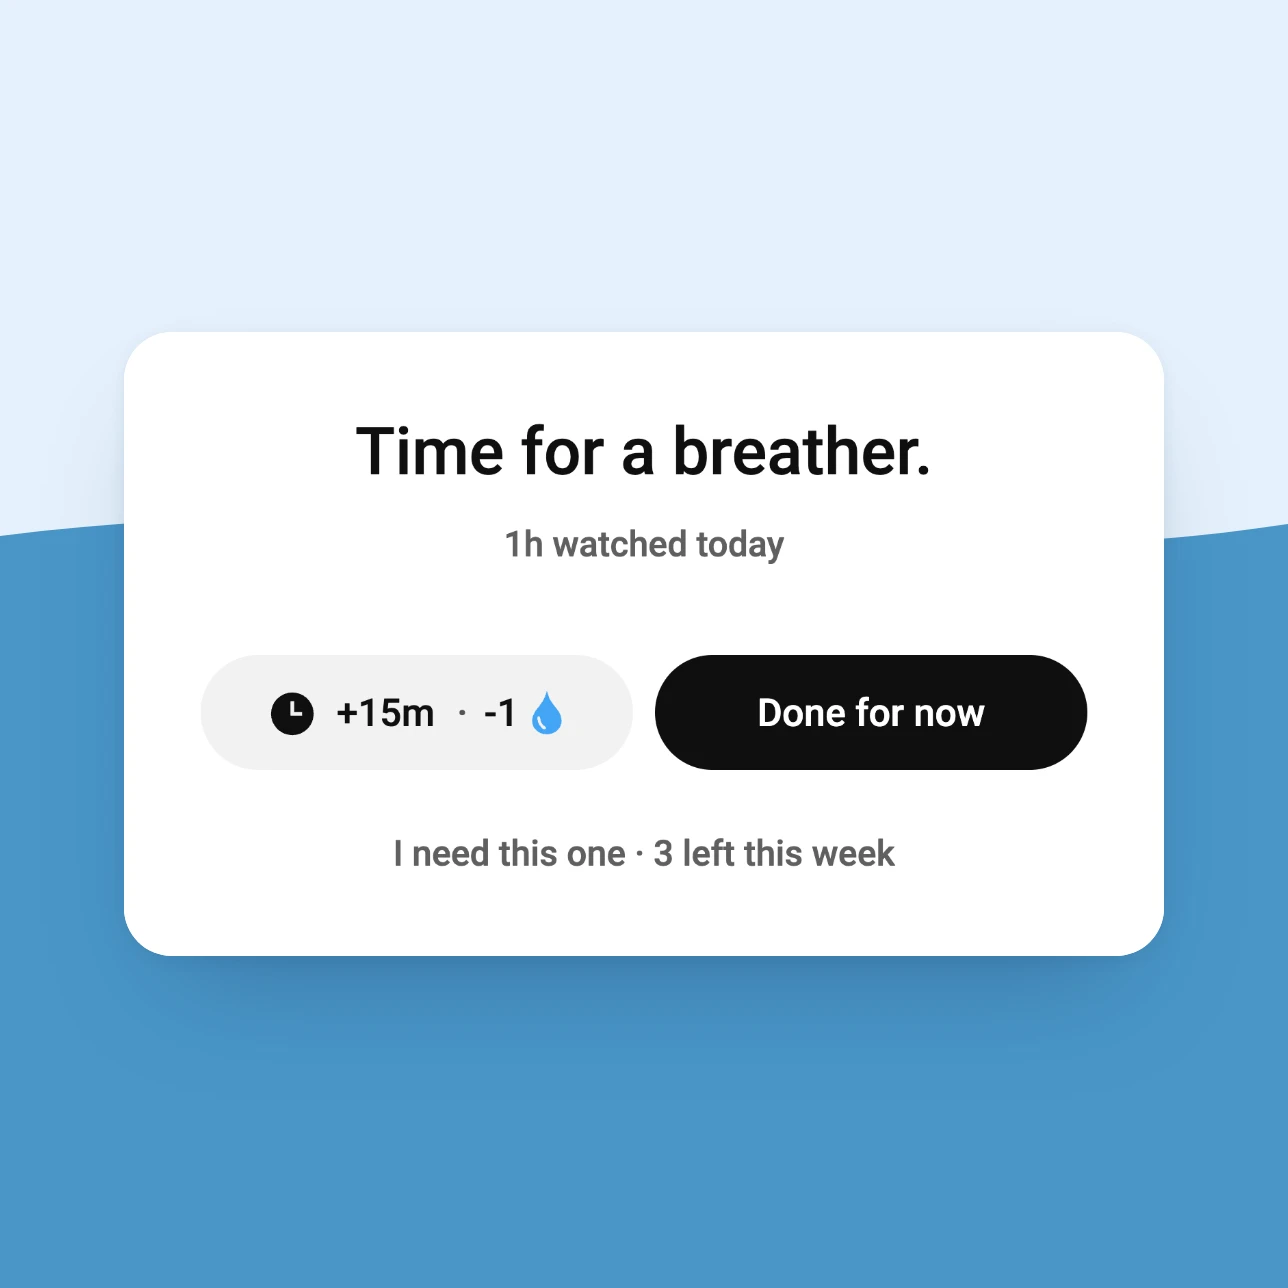 Time for a breather.
1h watched today
+15m · -1
Done for now
I need this one · 3 left this week